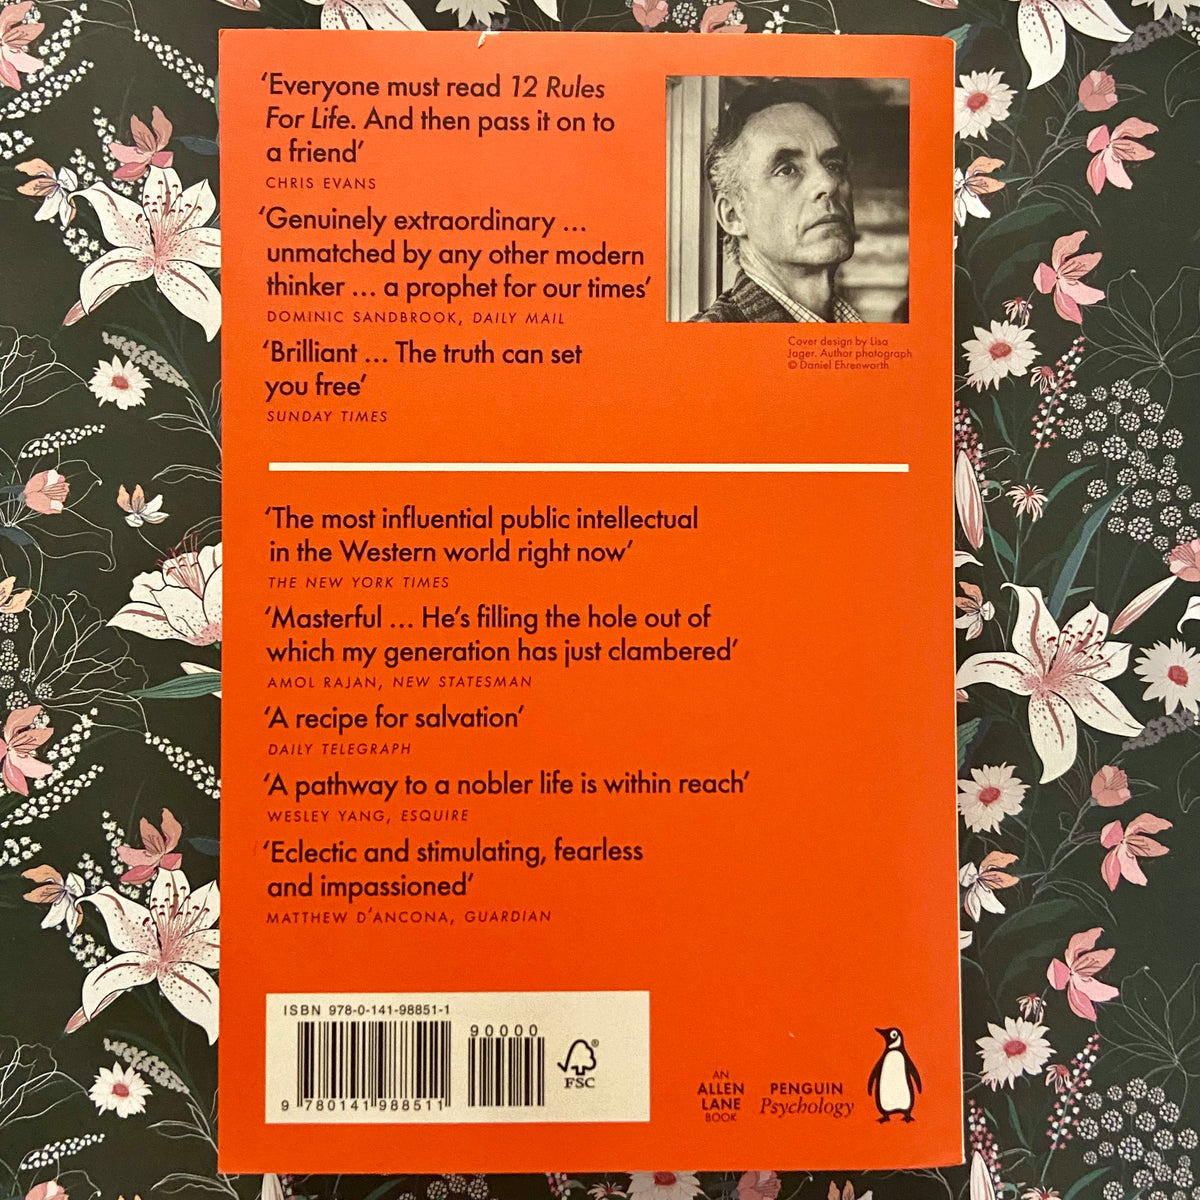 ‘Everyone must read 12 Rules
For Life. And then pass it on to
a friend’
CHRIS EVANS
‘Genuinely extraordinary ...
unmatched by any other modern
thinker ... a prophet for our times’
DOMINIC SANDBROOK, DAILY MAIL
‘Brilliant ... The truth can set
you free’
SUNDAY TIMES
Cover design by Lisa
Jager. Author photograph
© Daniel Ehrenworth
‘The most influential public intellectual
in the Western world right now’
THE NEW YORK TIMES
‘Masterful ... He’s filling the hole out of
which my generation has just clambered’
AMOL RAJAN, NEW STATESMAN
‘A recipe for salvation’
DAILY TELEGRAPH
‘A pathway to a nobler life is within reach’
WESLEY YANG, ESQUIRE
‘Eclectic and stimulating, fearless
and impassioned’
MATTHEW D’ANCONA, GUARDIAN
ISBN 978-0-141-98851-1
90000
9 780141 988511
®
FSC
AN
ALLEN
LANE
BOOK
PENGUIN
Psychology